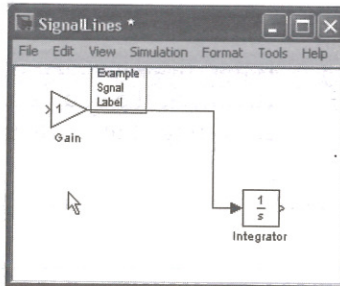 SignalLines *
File Edit View Simulation Format Tools Help
Example
Sgnal
Label
1
Gain
1
s
Integrator